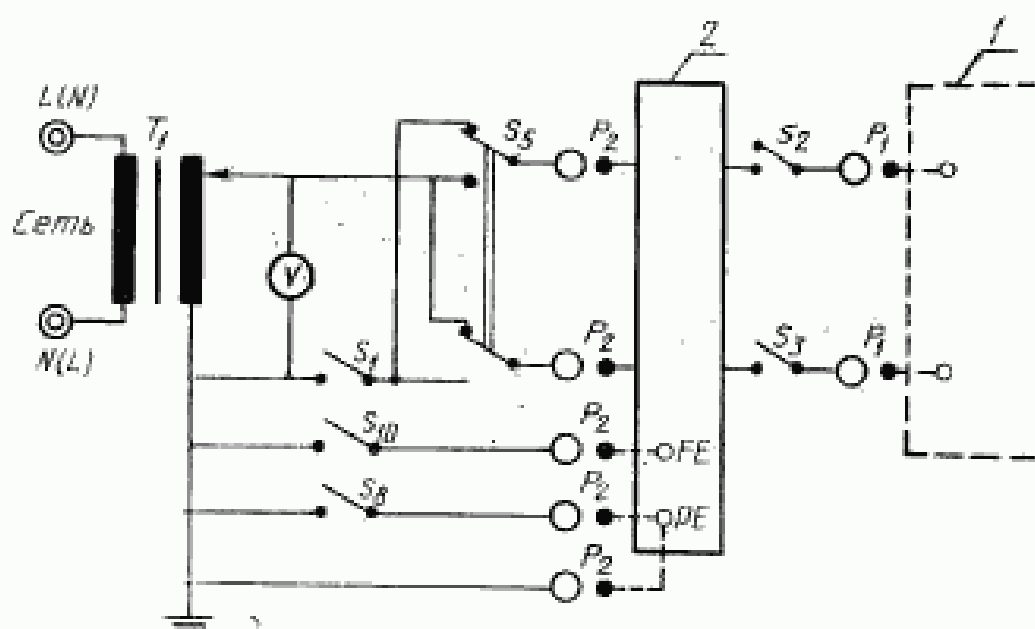 2
1
L(N)
T1
S5
P2
S2
P1
Сеть
V
N(L)
S1
P2
S3
P1
S10
P2
FE
S8
P2
PE
P2